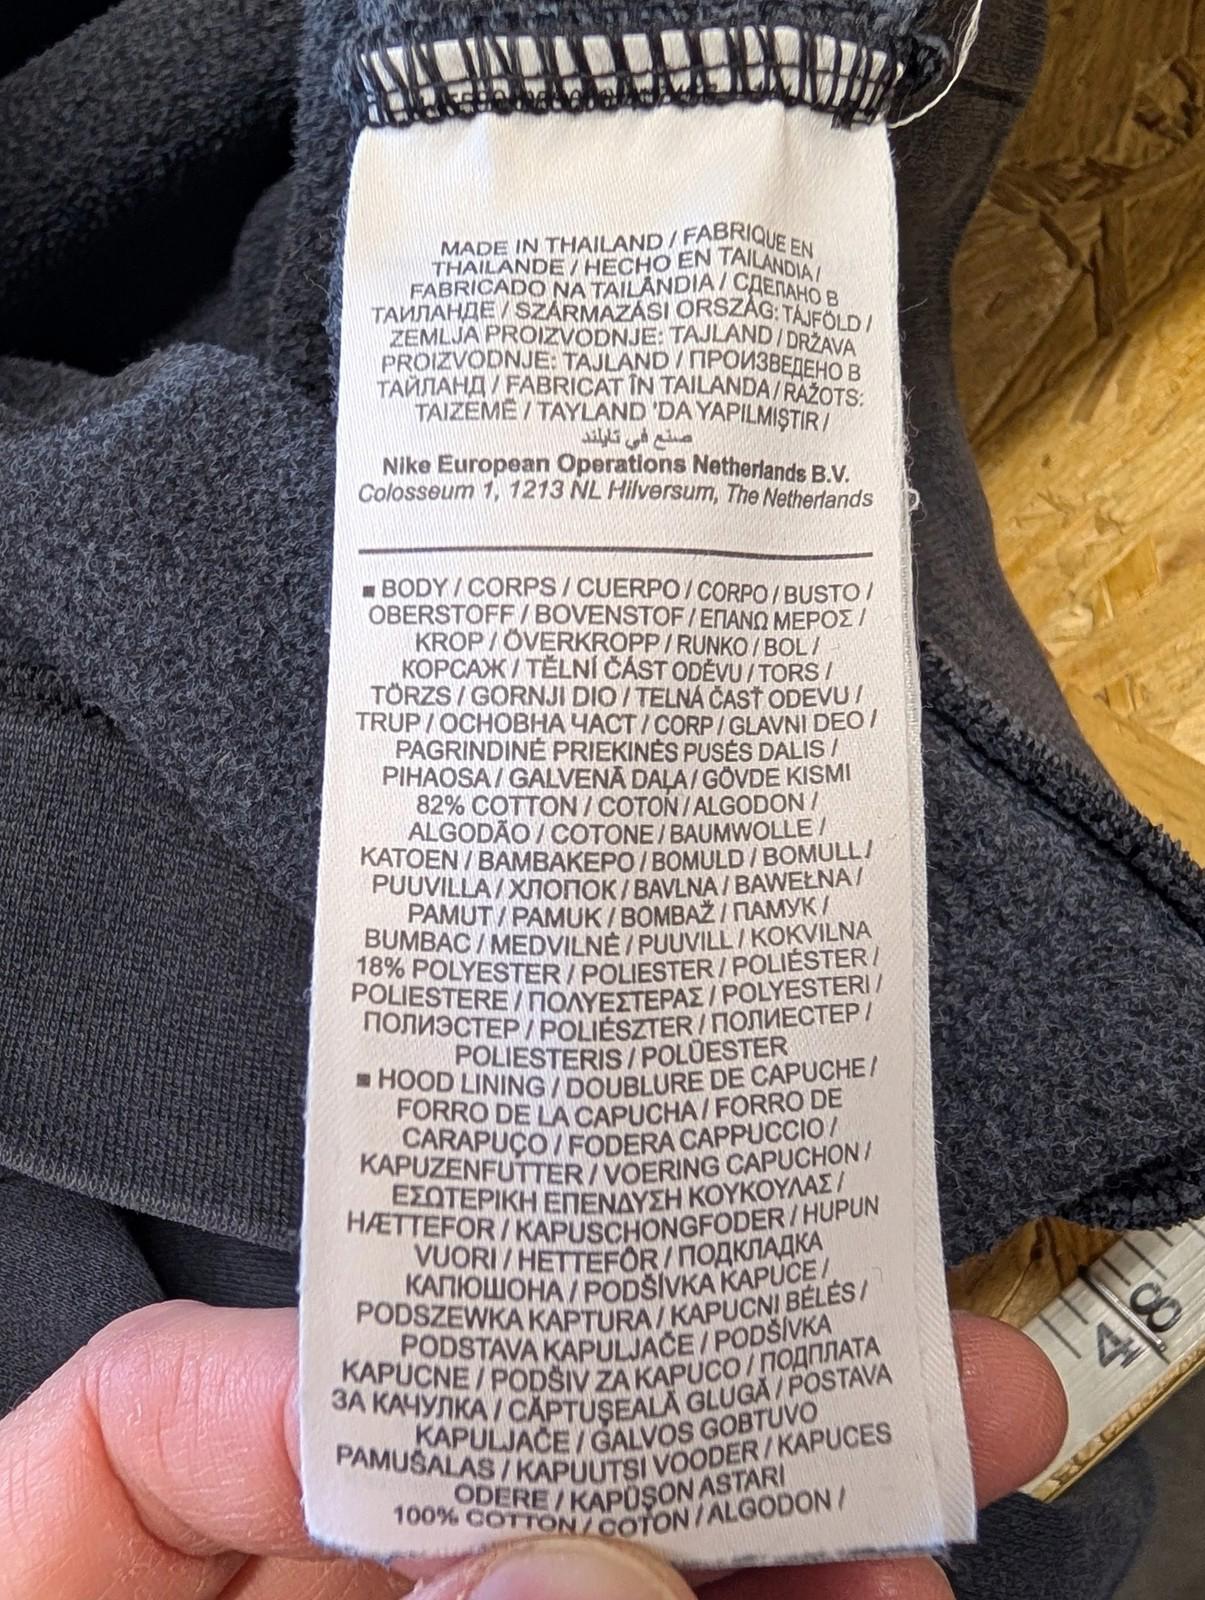 MADE IN THAILAND / FABRIQUE EN
THAILANDE / HECHO EN TAILANDIA /
FABRICADO NA TAILÂNDIA / СДЕЛАНО В
ТАИЛАНДЕ / SZÁRMAZÁSI ORSZÁG: TÁJFÖLD /
ZEMLJA PROIZVODNJE: TAJLAND / DRŽAVA
PROIZVODNJE: TAJLAND / ПРОИЗВЕДЕНО В
ТАЙЛАНД / FABRICAT ÎN TAILANDA / RAŽOTS:
TAIZEMĒ / TAYLAND 'DA YAPILMIŞTIR /
صنع في تايلند
Nike European Operations Netherlands B.V.
Colosseum 1, 1213 NL Hilversum, The Netherlands
■ BODY / CORPS / CUERPO / CORPO / BUSTO /
OBERSTOFF / BOVENSTOF / ΕΠΑΝΩ ΜΕΡΟΣ /
KROP / ÖVERKROPP / RUNKO / BOL /
КОРСАЖ / TĚLNÍ ČÁST ODĚVU / TORS /
TÖRZS / GORNJI DIO / TELNÁ ČASŤ ODEVU /
TRUP / ОСНОВНА ЧАСТ / CORP / GLAVNI DEO /
PAGRINDINĖ PRIEKINĖS PUSĖS DALIS /
PIHAOSA / GALVENĀ DAĻA / GÖVDE KISMI
82% COTTON / COTON / ALGODON /
ALGODÃO / COTONE / BAUMWOLLE /
KATOEN / ΒΑΜΒΑΚΕΡΟ / BOMULD / BOMULL /
PUUVILLA / ХЛОПОК / BAVLNA / BAWEŁNA /
PAMUT / PAMUK / BOMBAŽ / ПАМУК /
BUMBAC / MEDVILNĖ / PUUVILL / KOKVILNA
18% POLYESTER / POLIESTER / POLIÉSTER /
POLIESTERE / ΠΟΛΥΕΣΤΕΡΑΣ / POLYESTERI /
ПОЛИЭСТЕР / POLIÉSZTER / ПОЛИЕСТЕР /
POLIESTERIS / POLÜESTER
■ HOOD LINING / DOUBLURE DE CAPUCHE /
FORRO DE LA CAPUCHA / FORRO DE
CARAPUÇO / FODERA CAPPUCCIO /
KAPUZENFUTTER / VOERING CAPUCHON /
ΕΣΩΤΕΡΙΚΗ ΕΠΕΝΔΥΣΗ ΚΟΥΚΟΥΛΑΣ /
HÆTTEFOR / KAPUSCHONGFODER / HUPUN
VUORI / HETTEFÔR / ПОДКЛАДКА
КАПЮШОНА / PODŠÍVKA KAPUCE /
PODSZEWKA KAPTURA / KAPUCNI BÉLÉS /
PODSTAVA KAPULJAČE / PODŠÍVKA
KAPUCNE / PODŠIV ZA KAPUCO / ПОДПЛАТА
ЗА КАЧУЛКА / CĂPTUŞEALĂ GLUGĂ / POSTAVA
KAPULJAČE / GALVOS GOBTUVO
PAMUŠALAS / KAPUUTSI VOODER / KAPUCES
ODERE / KAPÜŞON ASTARI
100% COTTON / COTON / ALGODON /
48